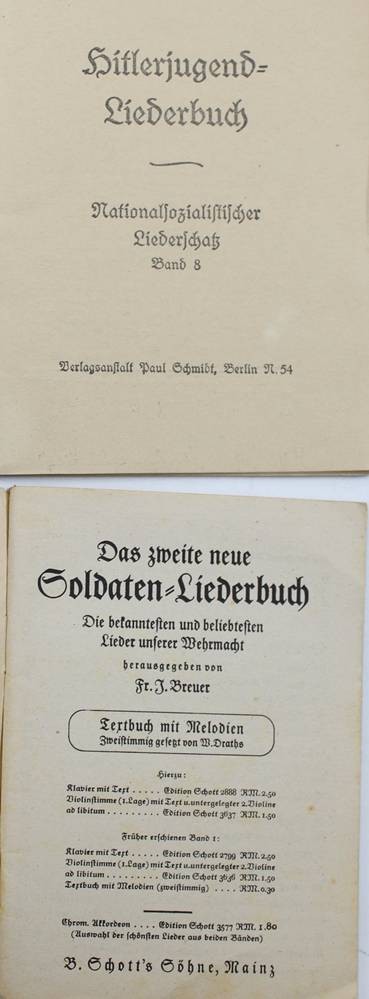 Hitlerjugend-
Liederbuch
Nationalsozialistischer
Liederschatz
Band 8
Verlagsanstalt Paul Schmidt, Berlin N. 54
Das zweite neue
Soldaten-Liederbuch
Die bekanntesten und beliebtesten
Lieder unserer Wehrmacht
herausgegeben von
Fr. J. Breuer
Textbuch mit Melodien
Zweistimmig gesetzt von W. Draths
Hierzu:
Klavier mit Text ..... Edition Schott 2888 RM. 2.50
Violinstimme (1. Lage) mit Text u. untergelegter 2. Violine
ad libitum ......... Edition Schott 3637 RM. 1.50
Früher erschienen Band 1:
Klavier mit Text ..... Edition Schott 2799 RM. 2.50
Violinstimme (1. Lage) mit Text u. untergelegter 2. Violine
ad libitum ......... Edition Schott 3636 RM. 1.50
Textbuch mit Melodien (zweistimmig) .... RM. 0.30
Chrom. Akkordeon .... Edition Schott 3577 RM. 1.80
(Auswahl der schönsten Lieder aus beiden Bänden)
B. Schott's Söhne, Mainz